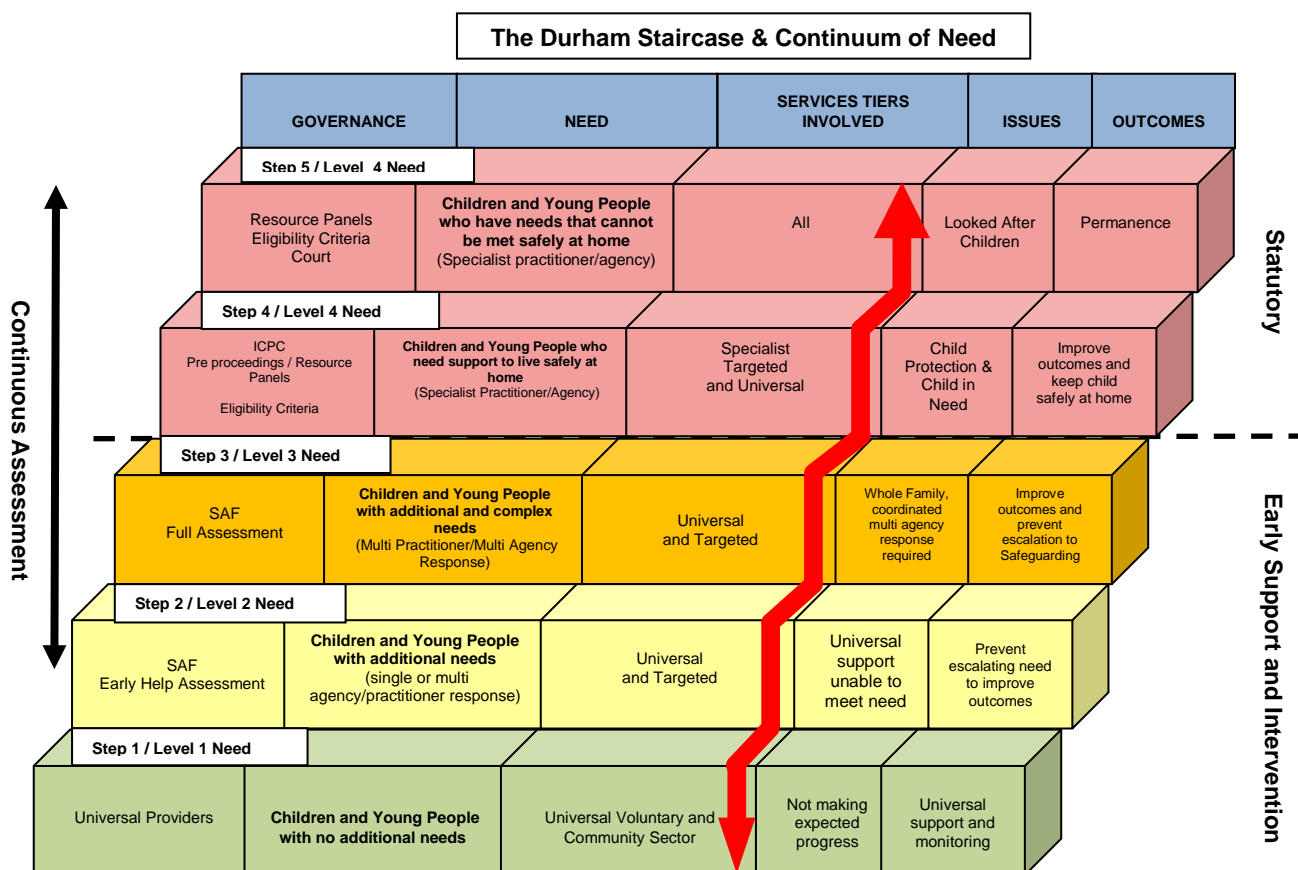 The Durham Staircase & Continuum of Need
GOVERNANCE
NEED
SERVICES TIERS
INVOLVED
ISSUES
OUTCOMES
Step 5 / Level 4 Need
Resource Panels
Eligibility Criteria
Court
Children and Young People
who have needs that cannot
be met safely at home
(Specialist practitioner/agency)
All
Looked After
Children
Permanence
Statutory
Step 4 / Level 4 Need
ICPC
Pre proceedings / Resource
Panels
Eligibility Criteria
Children and Young People who
need support to live safely at
home
(Specialist Practitioner/Agency)
Specialist
Targeted
and Universal
Child
Protection &
Child in
Need
Improve
outcomes and
keep child
safely at home
Continuous Assessment
Step 3 / Level 3 Need
SAF
Full Assessment
Children and Young People
with additional and complex
needs
(Multi Practitioner/Multi Agency
Response)
Universal
and Targeted
Whole Family,
coordinated
multi agency
response
required
Improve
outcomes and
prevent
escalation to
Safeguarding
Early Support and Intervention
Step 2 / Level 2 Need
SAF
Early Help Assessment
Children and Young People
with additional needs
(single or multi
agency/practitioner response)
Universal
and Targeted
Universal
support
unable to
meet need
Prevent
escalating need
to improve
outcomes
Step 1 / Level 1 Need
Universal Providers
Children and Young People
with no additional needs
Universal Voluntary and
Community Sector
Not making
expected
progress
Universal
support and
monitoring